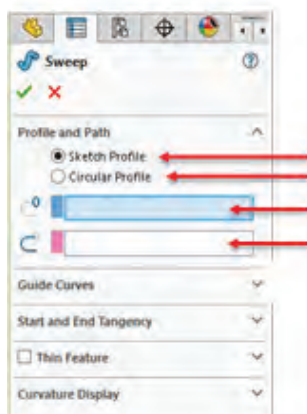 Sweep
Profile and Path
Sketch Profile
Circular Profile
Guide Curves
Start and End Tangency
Thin Feature
Curvature Display